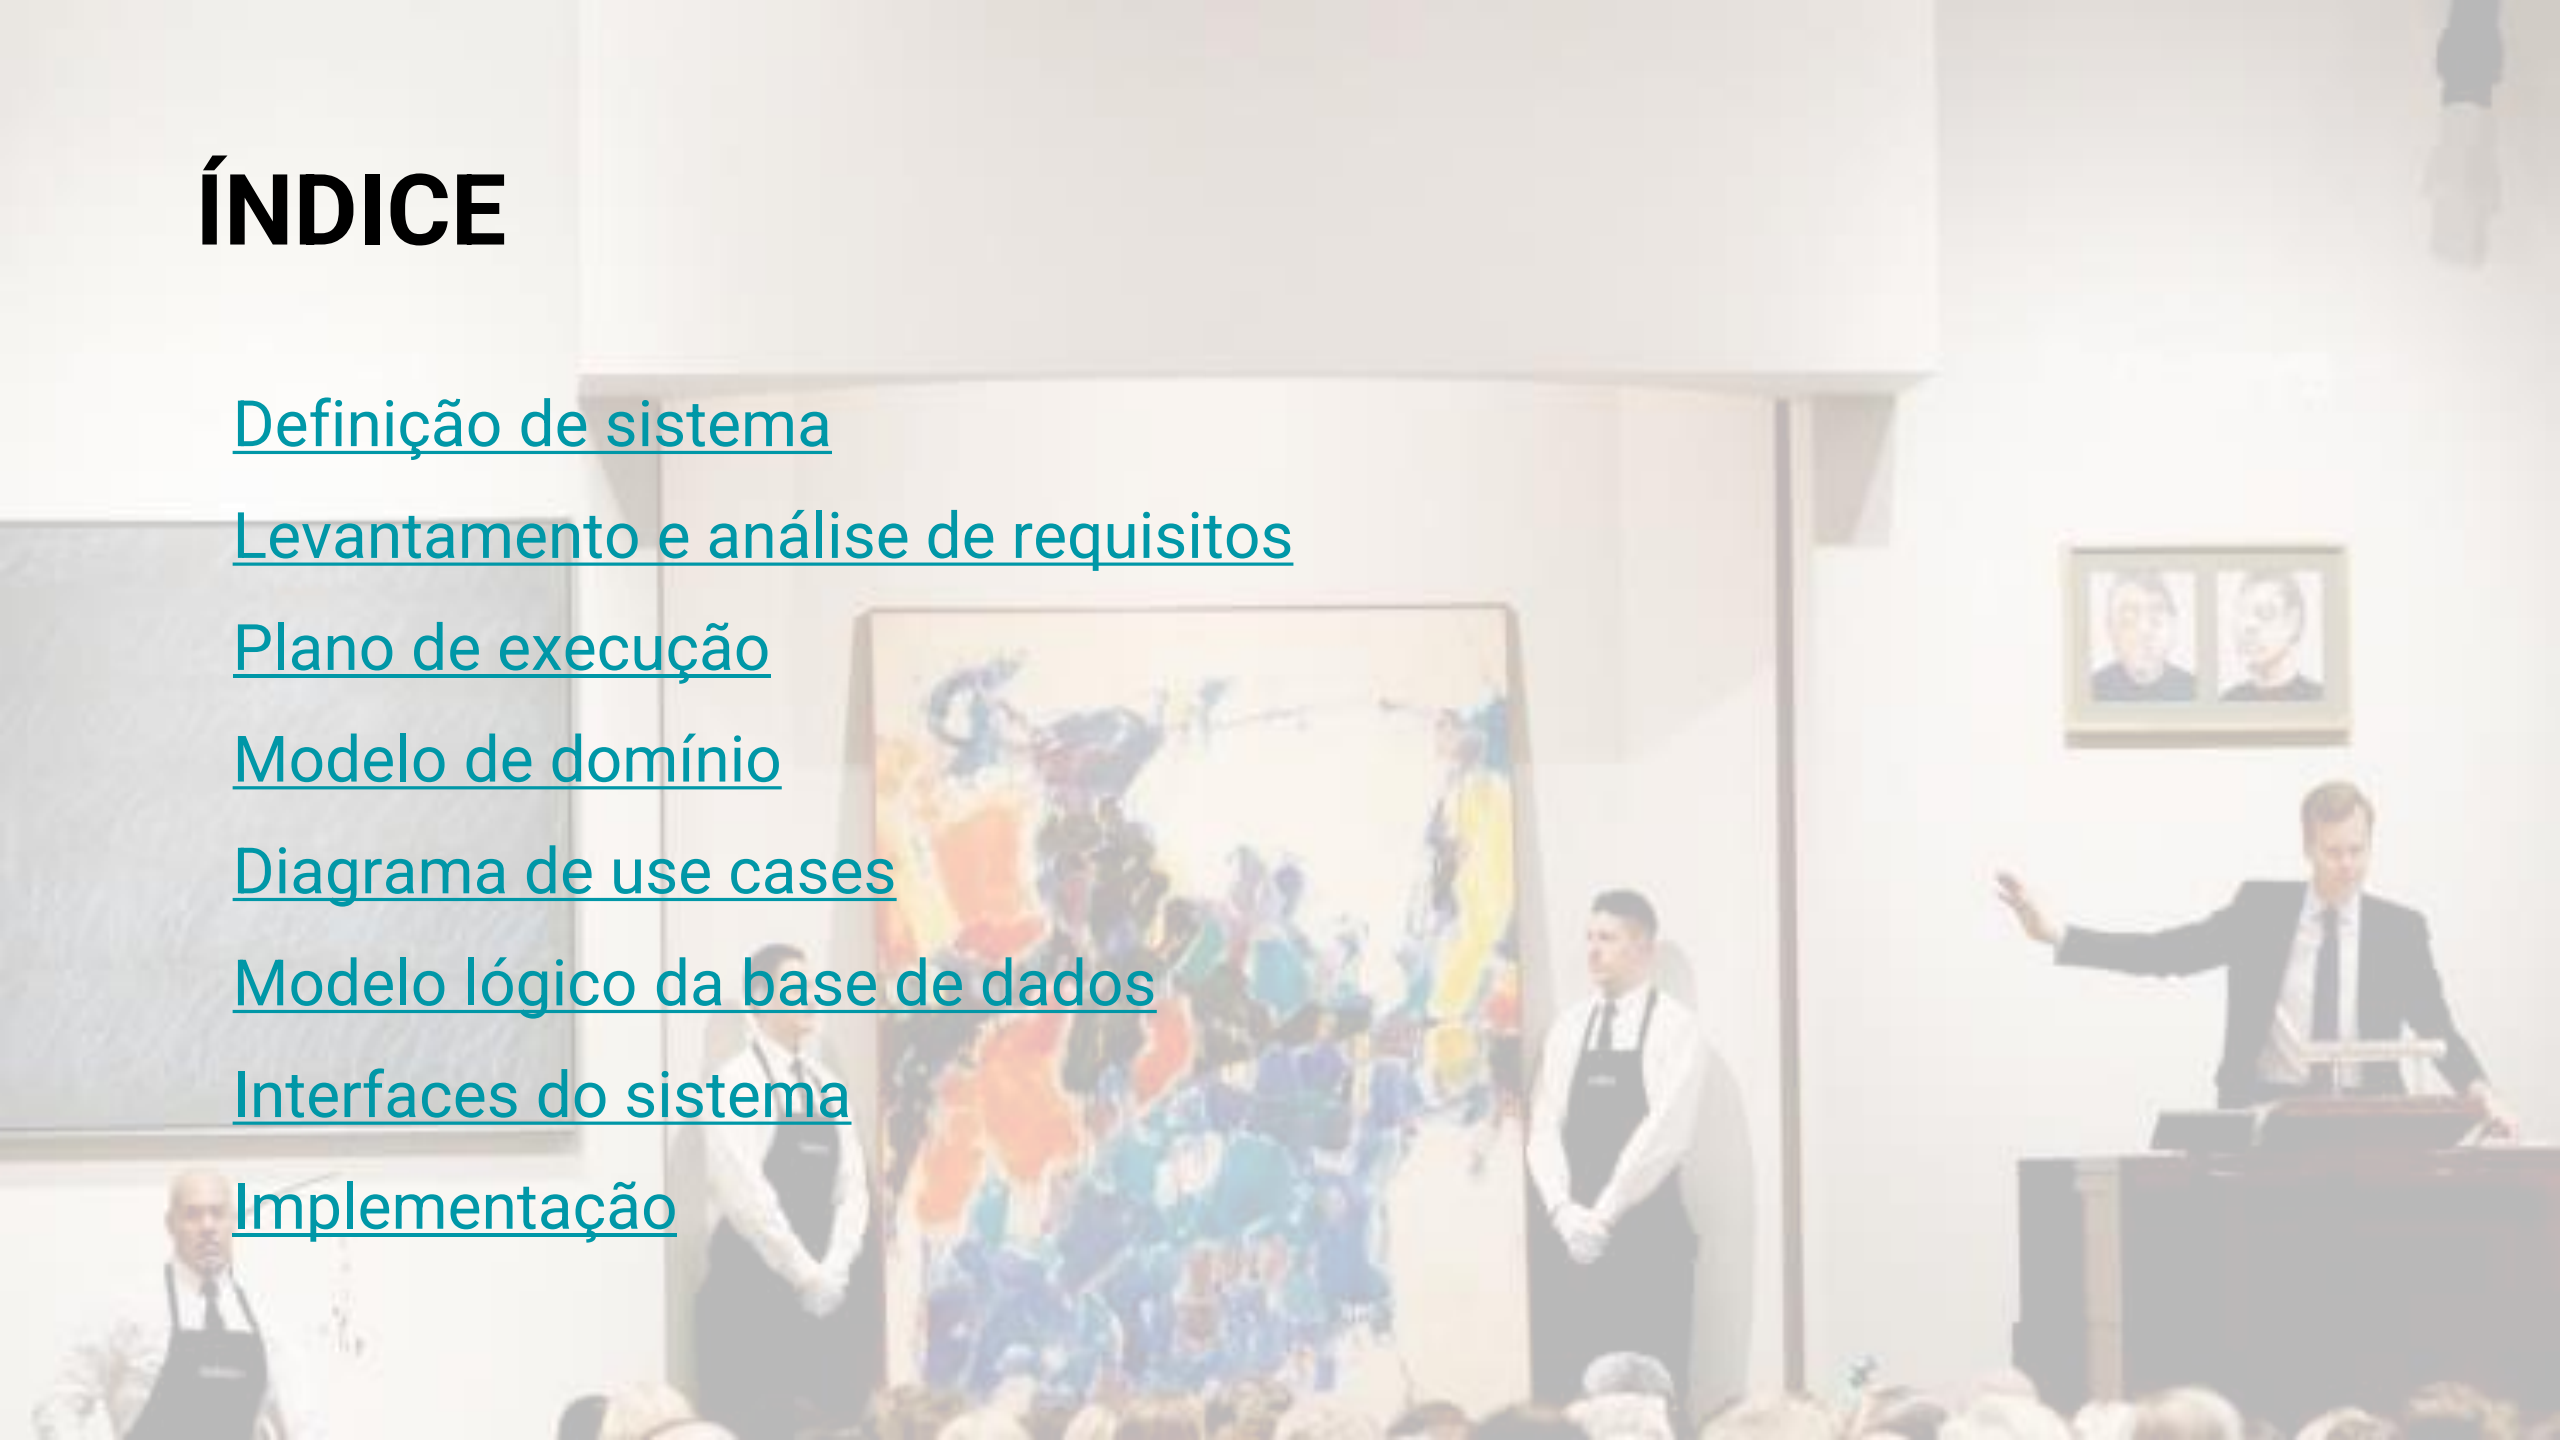 ÍNDICE
Definição de sistema
Levantamento e análise de requisitos
Plano de execução
Modelo de domínio
Diagrama de use cases
Modelo lógico da base de dados
Interfaces do sistema
Implementação